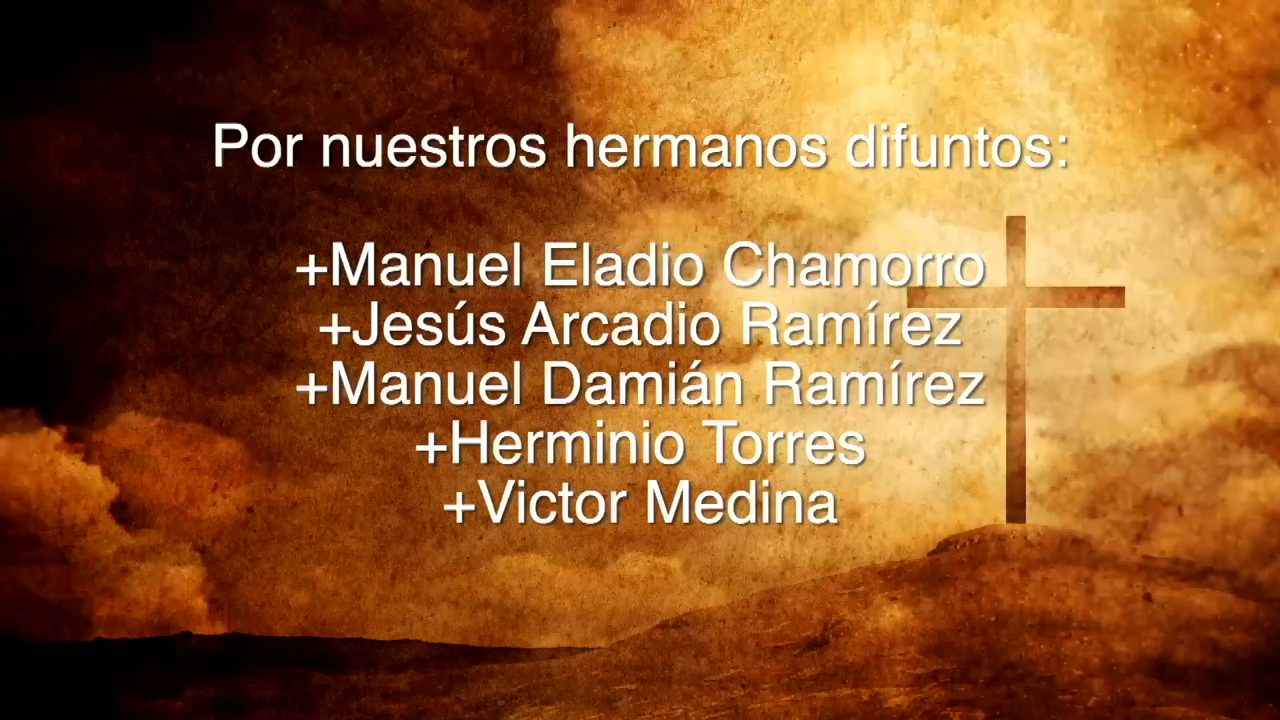 Por nuestros hermanos difuntos:
+Manuel Eladio Chamorro
+Jesús Arcadio Ramírez
+Manuel Damián Ramírez
+Herminio Torres
+Victor Medina